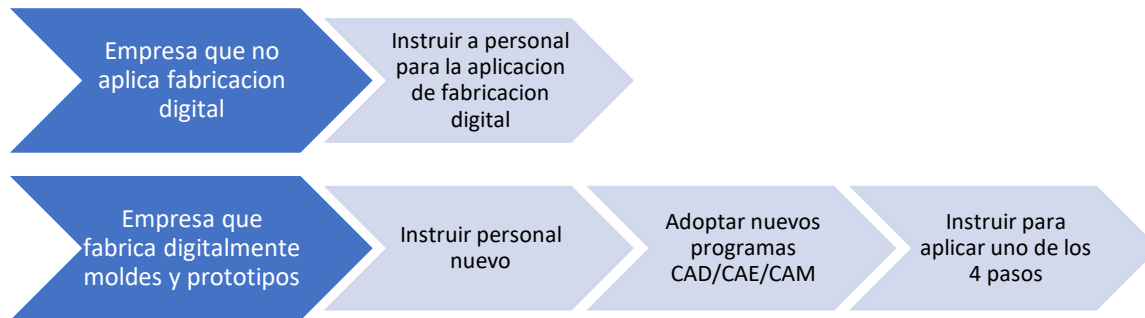 Empresa que no
aplica fabricacion
digital
Instruir a personal
para la aplicacion
de fabricacion
digital
Empresa que
fabrica digitalmente
moldes y prototipos
Instruir personal
nuevo
Adoptar nuevos
programas
CAD/CAE/CAM
Instruir para
aplicar uno de los
4 pasos